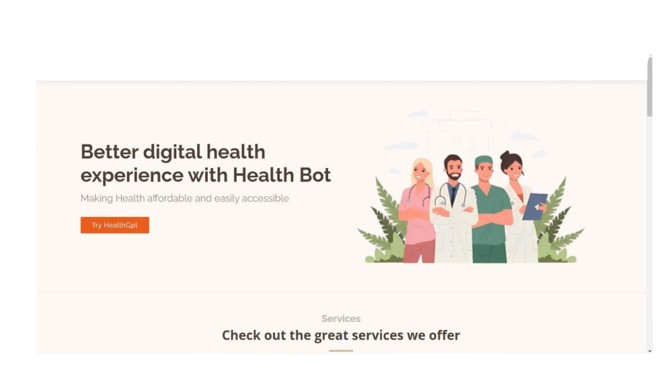 Better digital health
experience with Health Bot
Making Health affordable and easily accessible
Try HealthGpt
Services
Check out the great services we offer